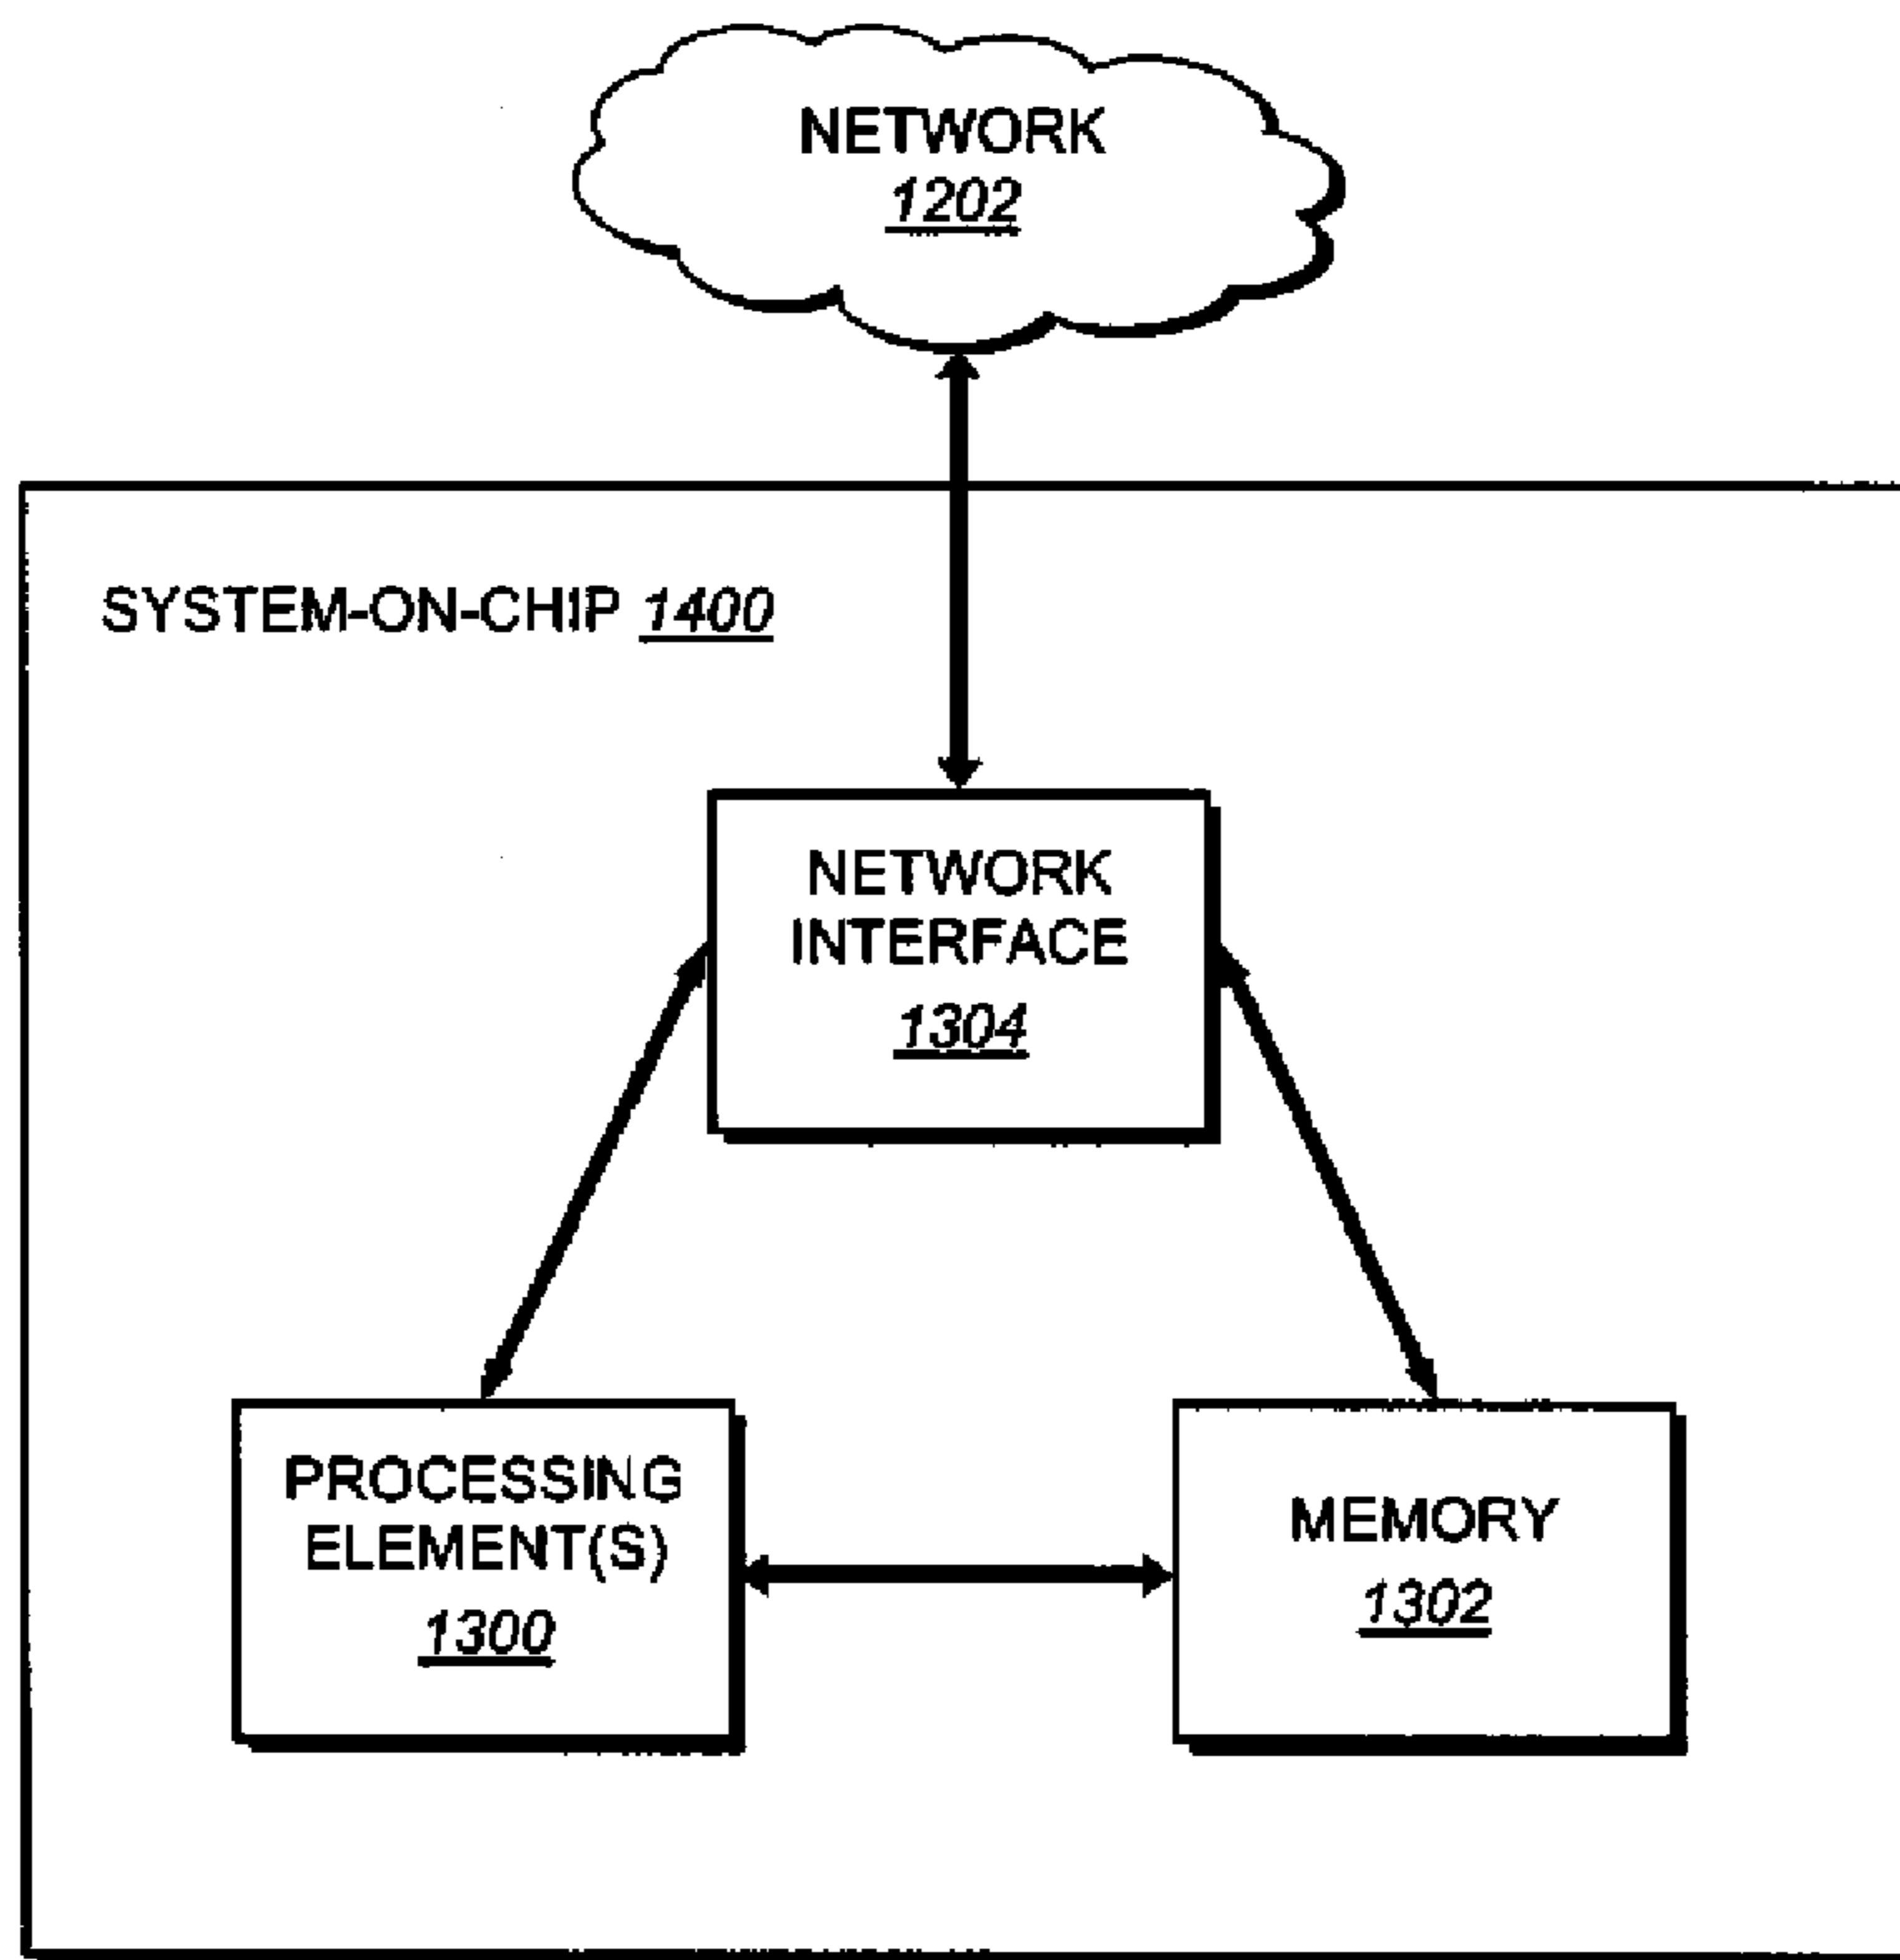 NETWORK
1202
SYSTEM-ON-CHIP 1400
NETWORK
INTERFACE
1304
PROCESSING
ELEMENT(S)
1300
MEMORY
1302